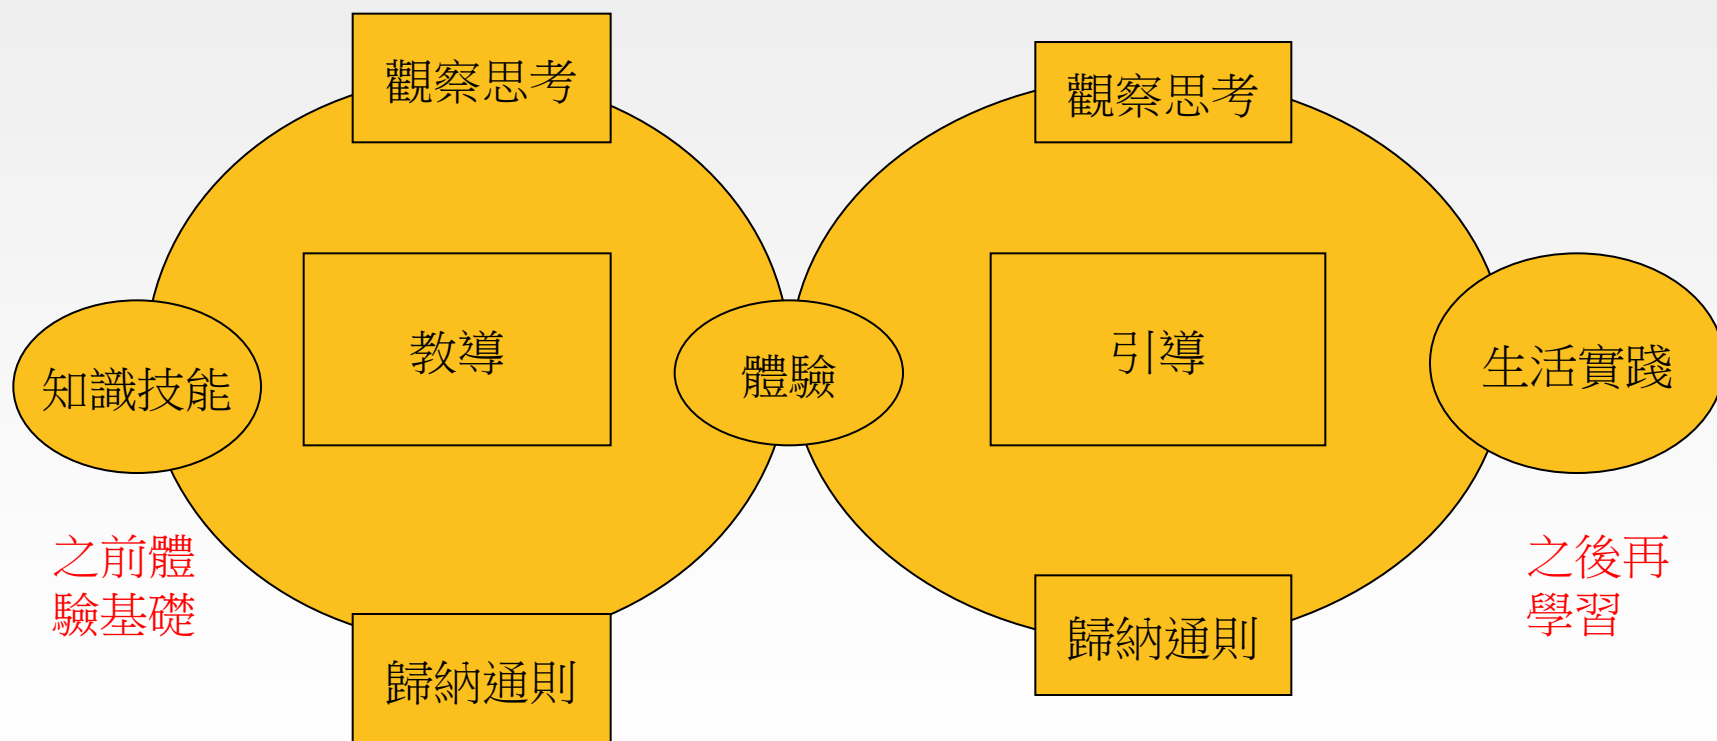 觀察思考
觀察思考
教導
引導
知識技能
體驗
生活實踐
之前體
驗基礎
之後再
學習
歸納通則
歸納通則